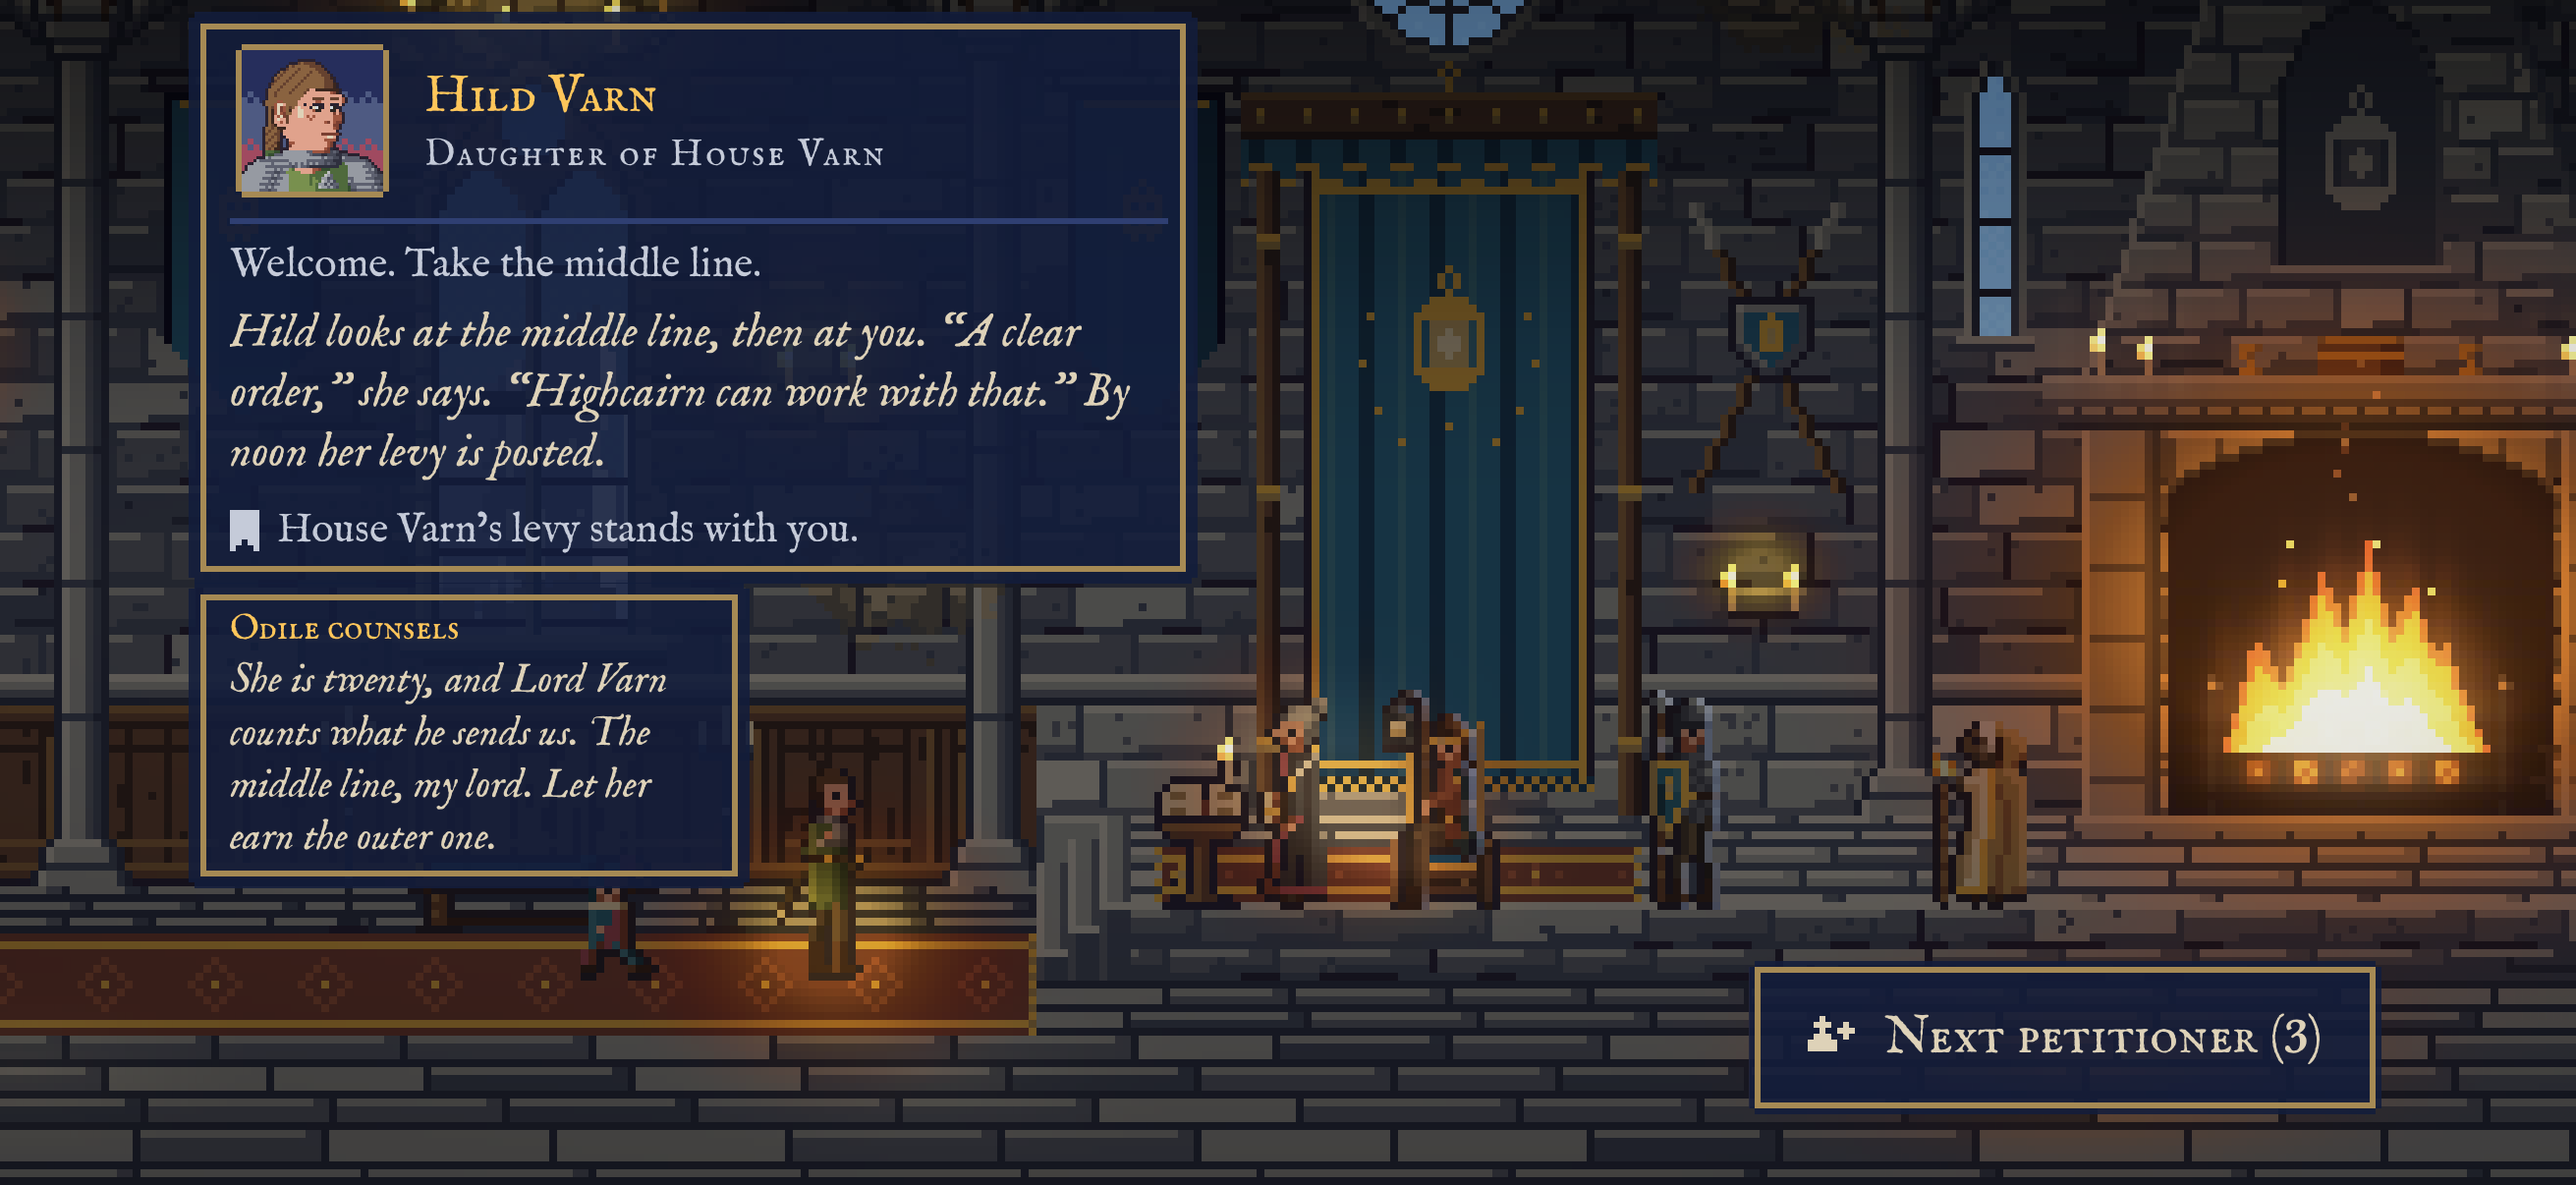 Hild Varn
Daughter of House Varn
Welcome. Take the middle line.
Hild looks at the middle line, then at you. “A clear
order,” she says. “Highcairn can work with that.” By
noon her levy is posted.
House Varn’s levy stands with you.
Odile counsels
She is twenty, and Lord Varn
counts what he sends us. The
middle line, my lord. Let her
earn the outer one.
Next petitioner (3)